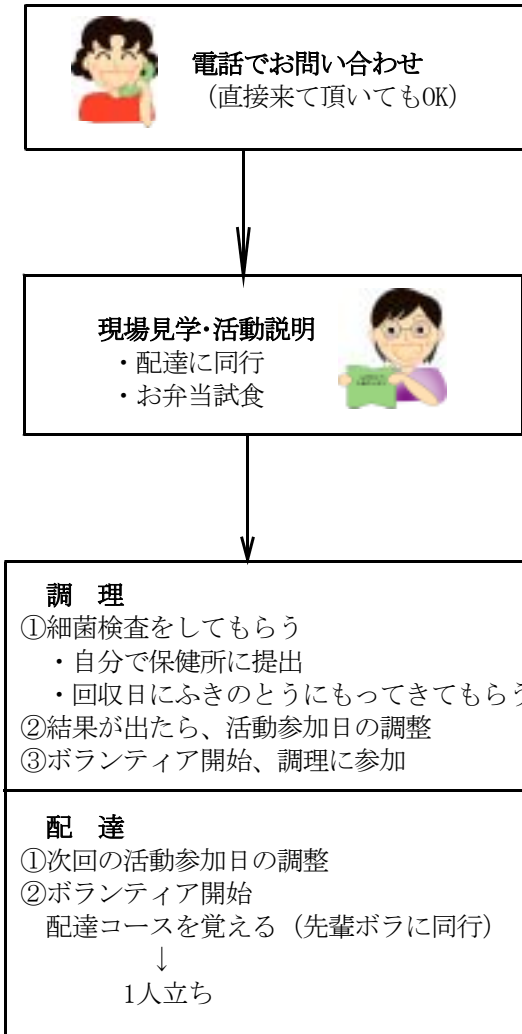 電話でお問い合わせ
(直接来て頂いてもOK)
現場見学・活動説明
・配達に同行
・お弁当試食
調　理
①細菌検査をしてもらう
・自分で保健所に提出
・回収日にふきのとうにもってきてもらう
②結果が出たら、活動参加日の調整
③ボランティア開始、調理に参加
配　達
①次回の活動参加日の調整
②ボランティア開始
配達コースを覚える（先輩ボラに同行）
↓
1人立ち